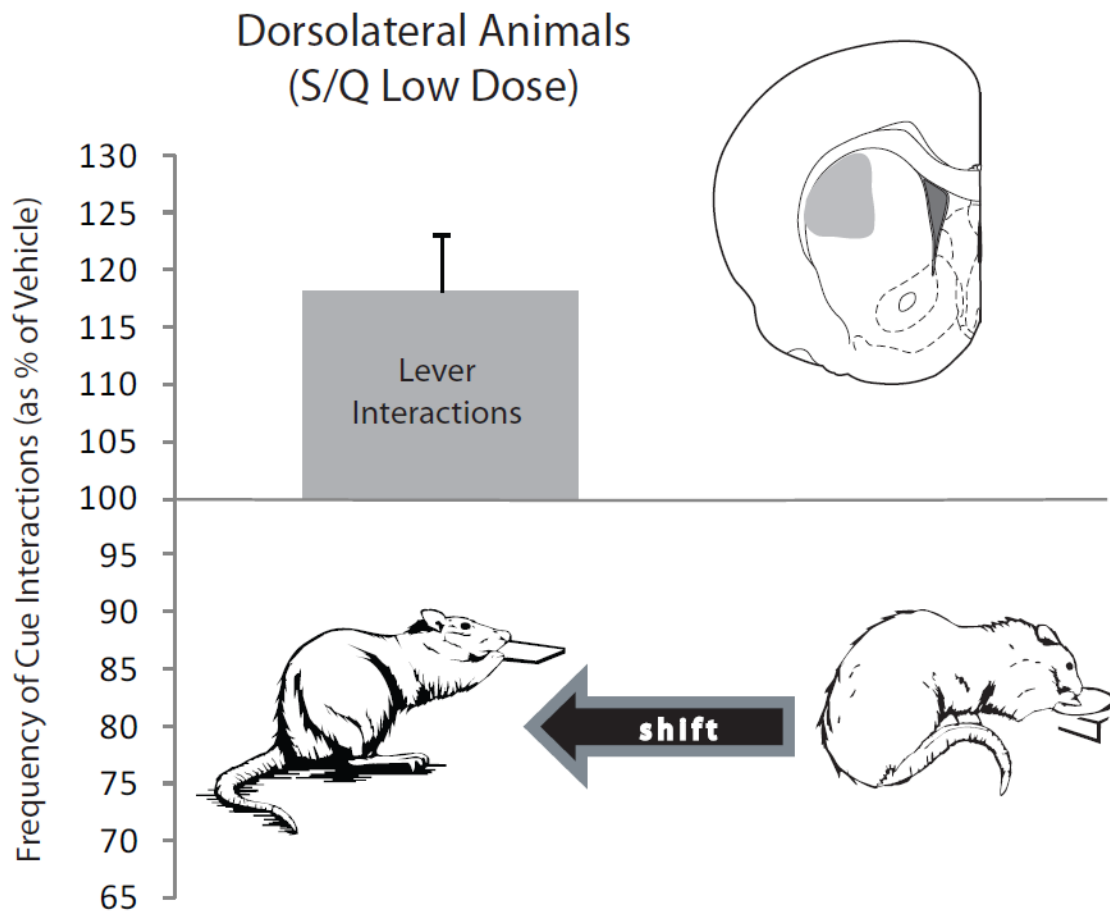 Dorsolateral Animals
(S/Q Low Dose)
Frequency of Cue Interactions (as % of Vehicle)
130
125
120
115
110
105
100
95
90
85
80
75
70
65
Lever
Interactions
shift